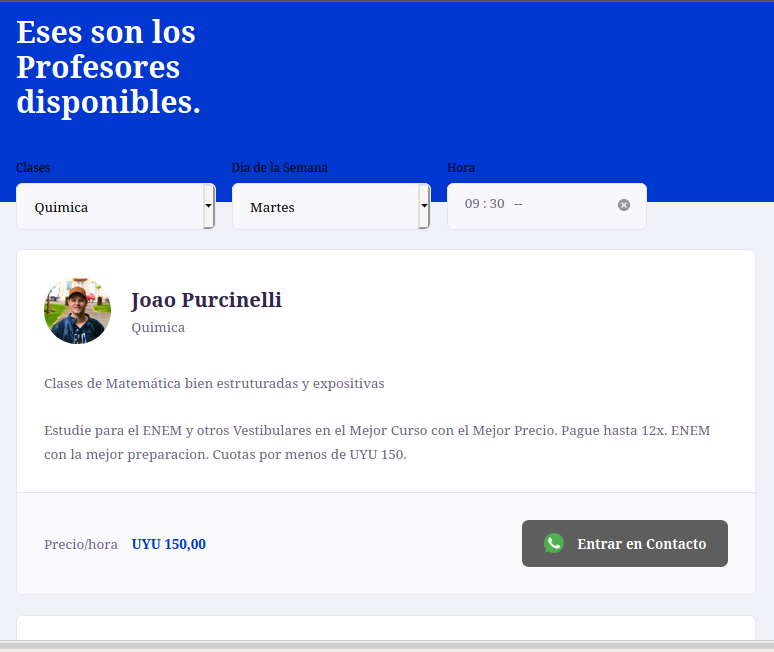 Eses son los
Profesores
disponibles.
Clases
Dia de la Semana
Hora
Quimica
Martes
09 : 30 --
Joao Purcinelli
Quimica
Clases de Matemática bien estruturadas y expositivas
Estudie para el ENEM y otros Vestibulares en el Mejor Curso con el Mejor Precio. Pague hasta 12x. ENEM
con la mejor preparacion. Cuotas por menos de UYU 150.
Precio/hora UYU 150,00
Entrar en Contacto